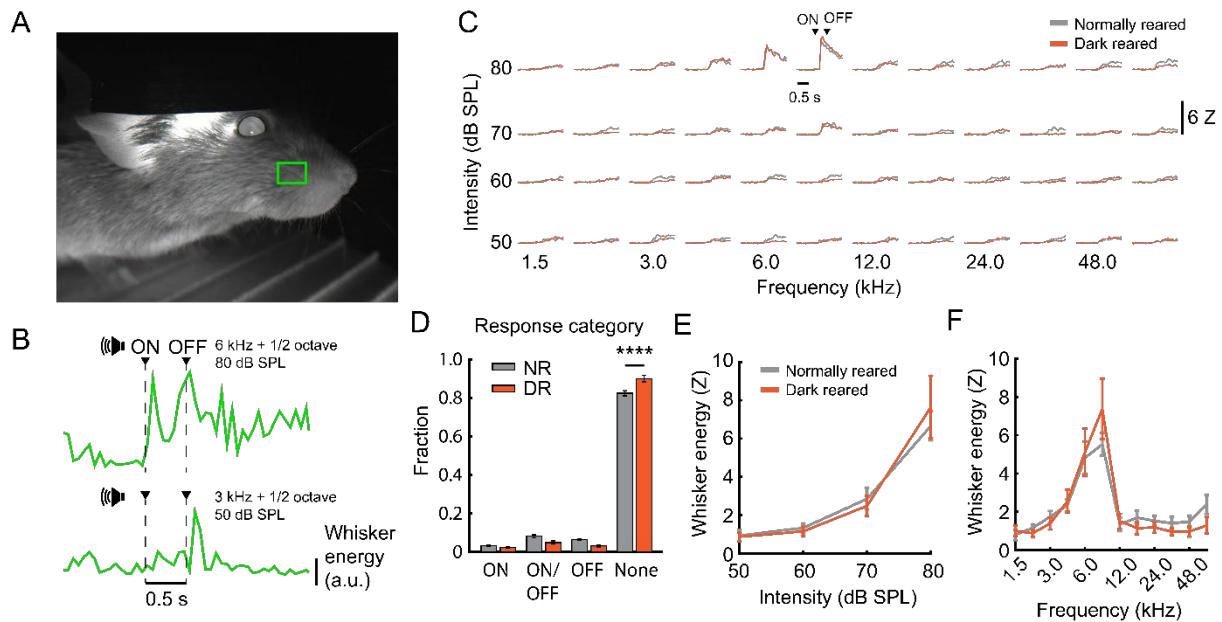 A
B
ON OFF
6 kHz + 1/2 octave
80 dB SPL
3 kHz + 1/2 octave
50 dB SPL
Whisker
energy
(a.u.)
0.5 s
C
ON OFF
Normally reared
Dark reared
Intensity (dB SPL)
80
70
60
50
0.5 s
6 Z
1.5 3.0 6.0 12.0 24.0 48.0
Frequency (kHz)
D
Response category
Fraction
1.0
0.8
0.6
0.4
0.2
0
NR
DR
****
ON ON/ OFF None
OFF
E
Whisker energy (Z)
10
8
6
4
2
0
Normally reared
Dark reared
50 60 70 80
Intensity (dB SPL)
F
Whisker energy (Z)
10
8
6
4
2
0
1.5 3.0 6.0 12.0 24.0 48.0
Frequency (kHz)